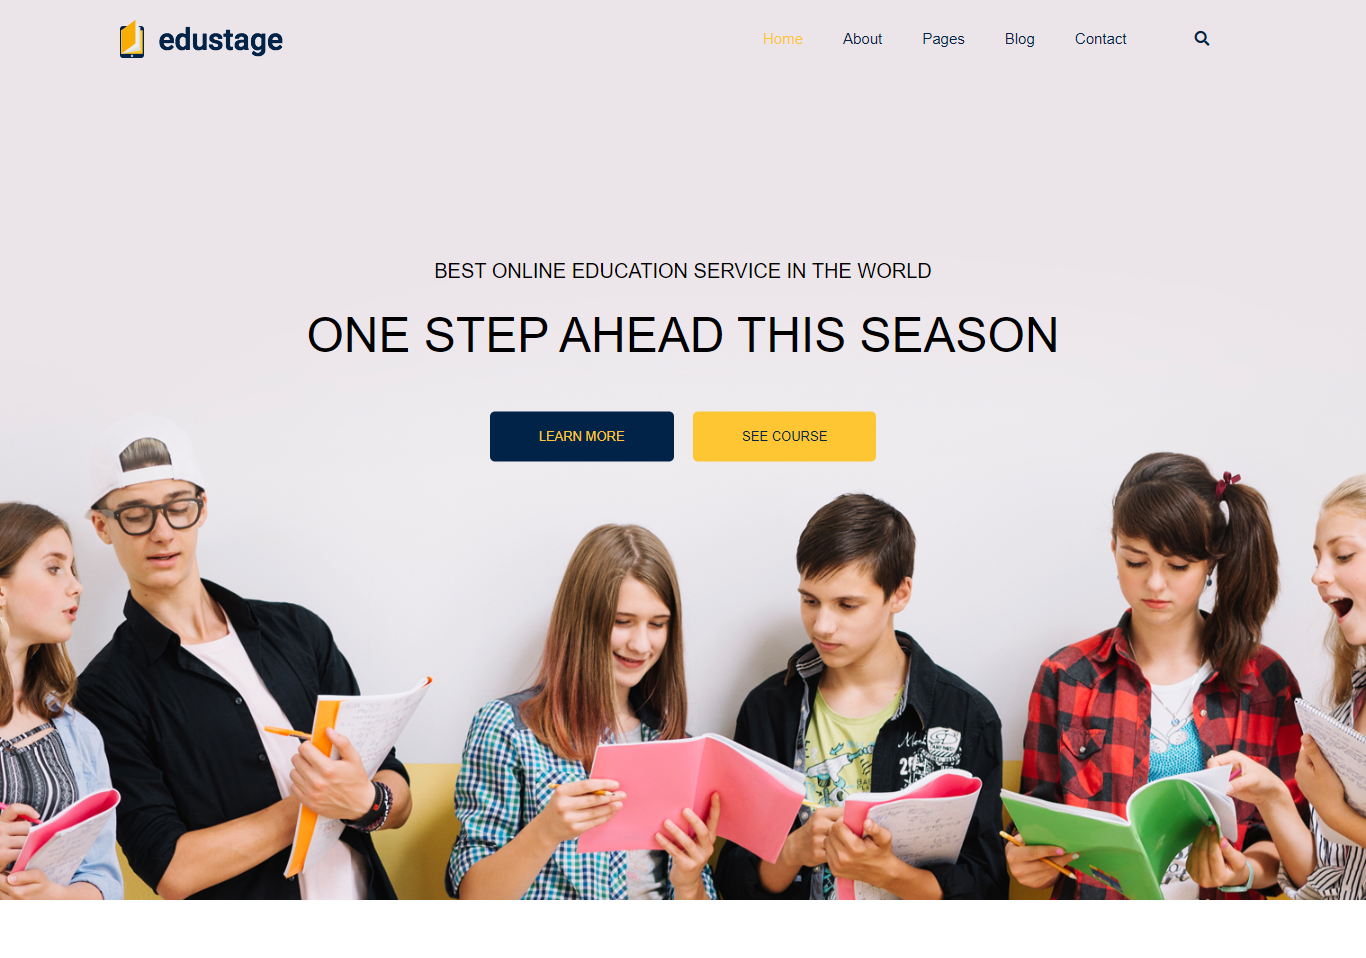 edustage
Home About Pages Blog Contact
BEST ONLINE EDUCATION SERVICE IN THE WORLD
ONE STEP AHEAD THIS SEASON
LEARN MORE SEE COURSE